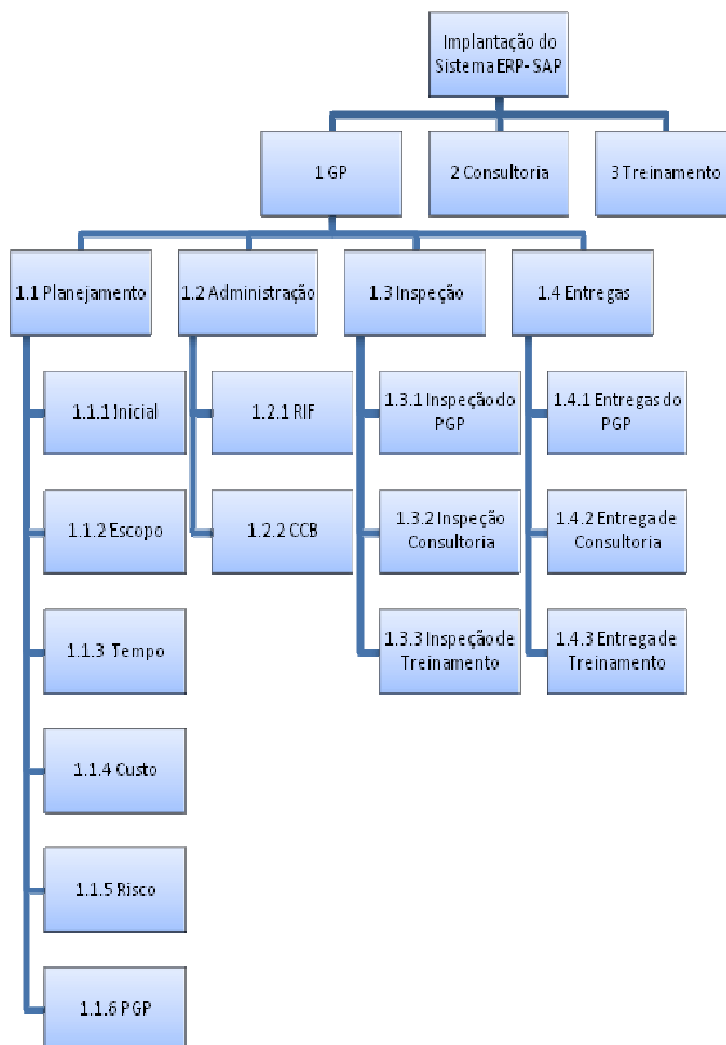 Implantação do
Sistema ERP- SAP
1 GP
2 Consultoria
3 Treinamento
1.1 Planejamento
1.2 Administração
1.3 Inspeção
1.4 Entregas
1.1.1 Inicial
1.2.1 RIF
1.3.1 Inspeção do
PGP
1.4.1 Entregas do
PGP
1.1.2 Escopo
1.2.2 CCB
1.3.2 Inspeção
Consultoria
1.4.2 Entrega de
Consultoria
1.1.3 Tempo
1.3.3 Inspeção de
Treinamento
1.4.3 Entrega de
Treinamento
1.1.4 Custo
1.1.5 Risco
1.1.6 PGP